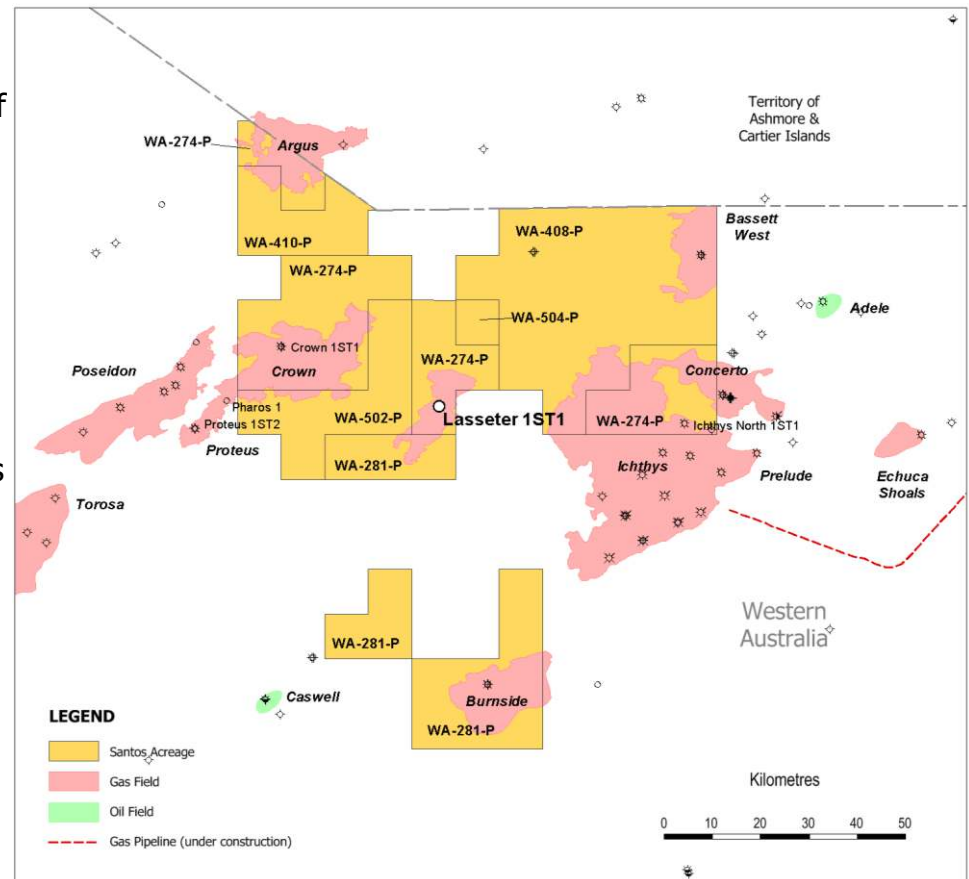 f
s
Territory of
Ashmore &
Cartier Islands
WA-274-P
Argus
WA-410-P
WA-408-P
Bassett
West
WA-274-P
WA-504-P
Adele
WA-274-P
Crown 1ST1
Crown
Poseidon
Concerto
Pharos 1
WA-502-P
Lasseter 1ST1
WA-274-P
Proteus 1ST2
Ichthys North 1ST1
Proteus
WA-281-P
Ichthys
Prelude
Echuca
Shoals
Torosa
Western
Australia
WA-281-P
Caswell
Burnside
WA-281-P
LEGEND
Santos Acreage
Gas Field
Oil Field
Gas Pipeline (under construction)
Kilometres
0 10 20 30 40 50